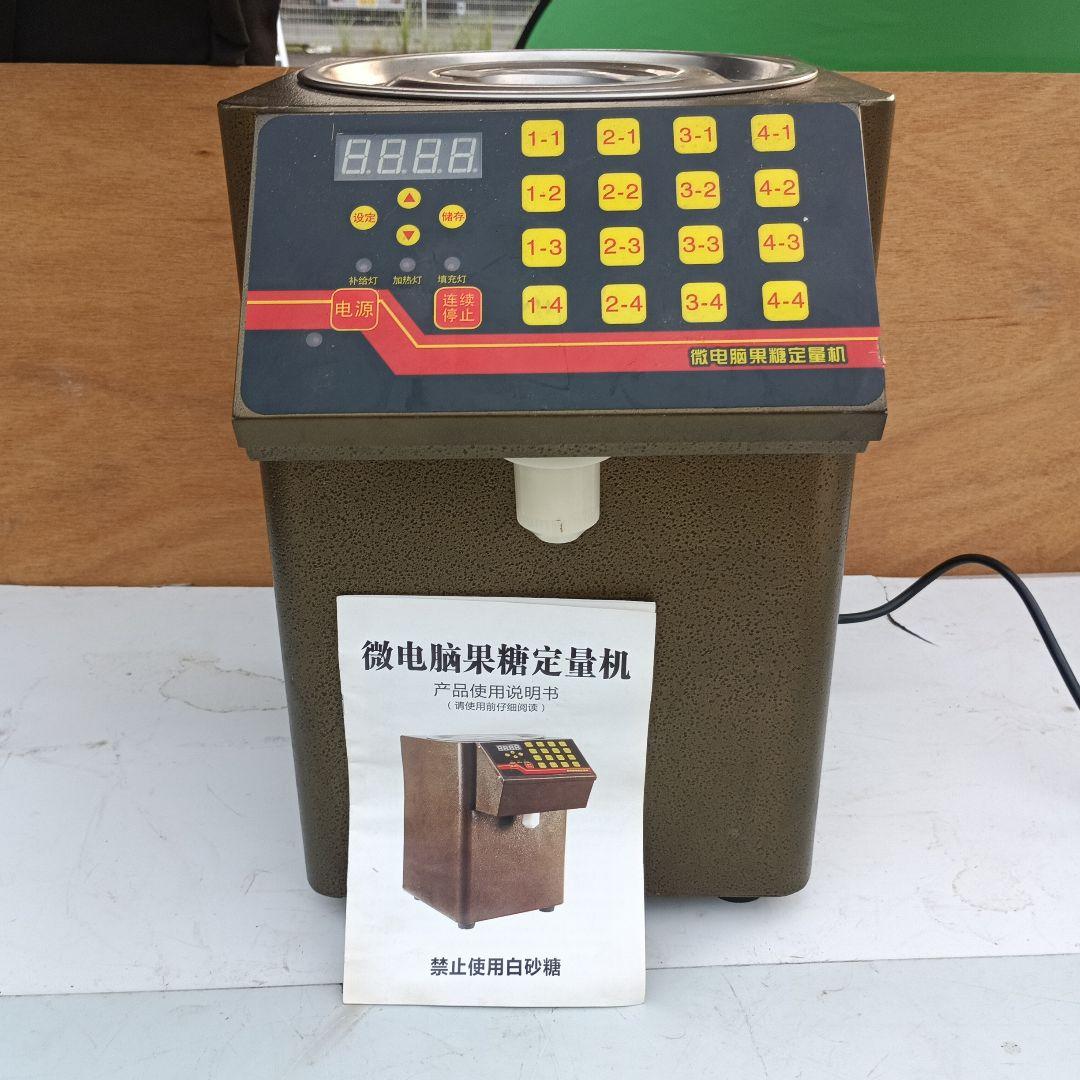 8.8.8.8.
1-1 2-1 3-1 4-1
1-2 2-2 3-2 4-2
1-3 2-3 3-3 4-3
1-4 2-4 3-4 4-4
设定 储存
补给灯 加热灯 填充灯
电源
连续
停止
微电脑果糖定量机
微电脑果糖定量机
产品使用说明书
(请使用前仔细阅读)
8888
禁止使用白砂糖